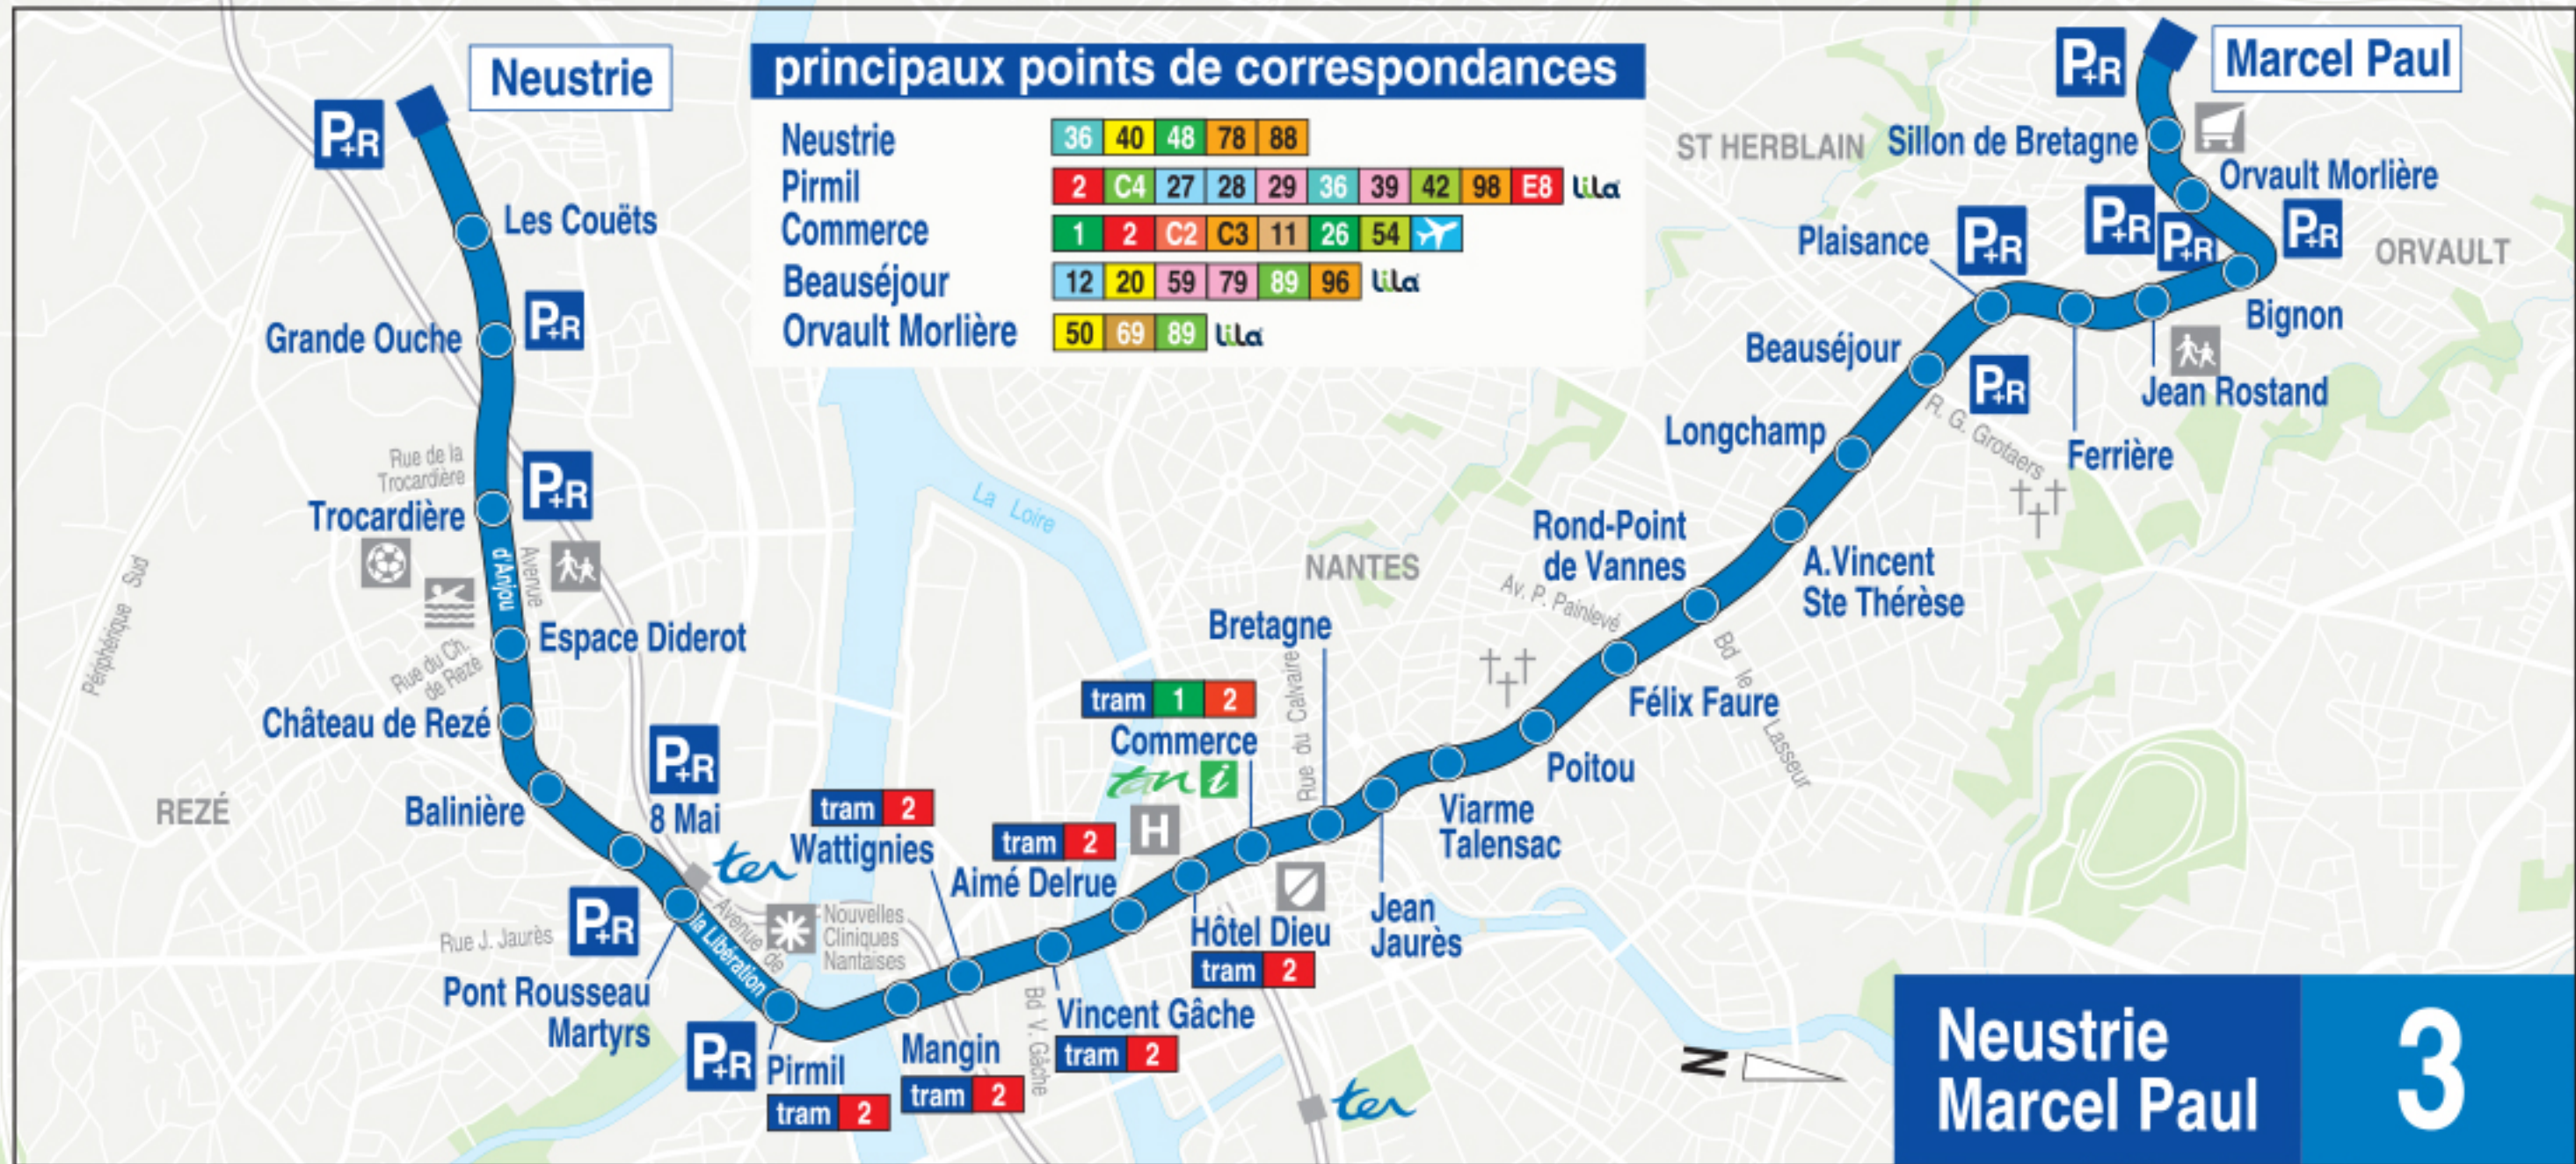 Neustrie
principaux points de correspondances
Neustrie 36 40 48 78 88
Pirmil 2 C4 27 28 29 36 39 42 98 E8 lila
Commerce 1 2 C2 C3 11 26 54
Beauséjour 12 20 59 79 89 96 lila
Orvault Morlière 50 69 89 lila
P+R
Marcel Paul
P+R
Sillon de Bretagne
ST HERBLAIN
Orvault Morlière
P+R
P+R
P+R
P+R
Plaisance
ORVAULT
Bignon
Jean Rostand
Ferrière
Beauséjour
P+R
R. G. Grotaers
Longchamp
A.Vincent
Ste Thérèse
Rond-Point
de Vannes
Av. P. Painlevé
Bd le Lasseur
Félix Faure
Poitou
Viarme
Talensac
NANTES
Bretagne
Rue du Calvaire
Jean
Jaurès
tram 1 2
Commerce
tan i
H
Hôtel Dieu
tram 2
tram 2
Aimé Delrue
La Loire
Vincent Gâche
tram 2
Bd V. Gâche
tram 2
Wattignies
Mangin
tram 2
P+R
Pirmil
tram 2
Nouvelles
Cliniques
Nantaises
Avenue de
la Libération
ter
P+R
Pont Rousseau
Martyrs
Rue J. Jaurès
P+R
8 Mai
Balinière
REZÉ
Château de Rezé
Rue du Ch.
de Rezé
Espace Diderot
Avenue
d'Anjou
Périphérique Sud
Trocardière
Rue de la
Trocardière
P+R
Grande Ouche
P+R
Les Couëts
ter
N
Neustrie
Marcel Paul
3